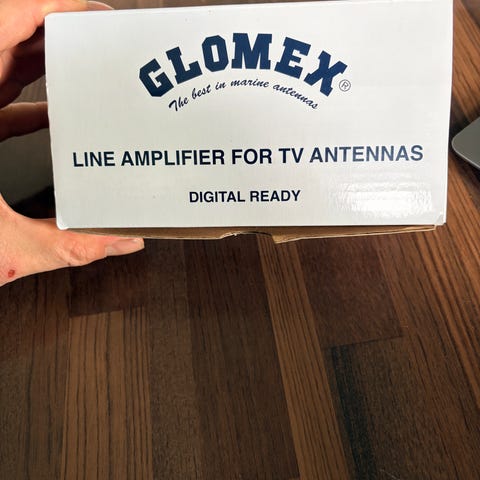 GLOMEX®
The best in marine antennas
LINE AMPLIFIER FOR TV ANTENNAS
DIGITAL READY